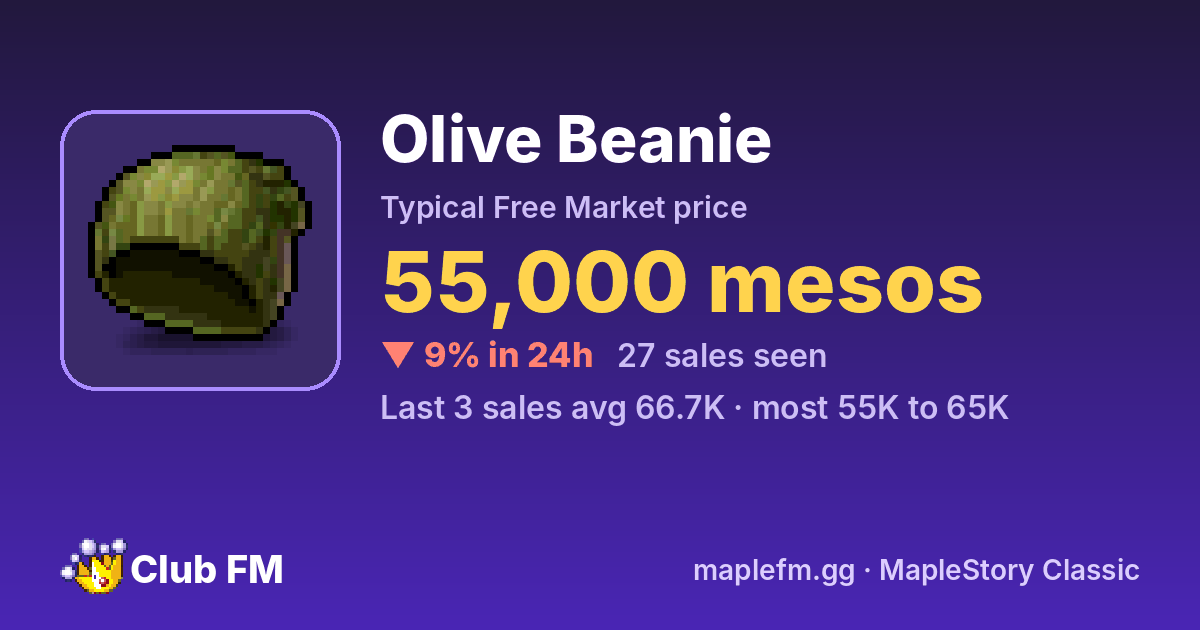 Olive Beanie
Typical Free Market price
55,000 mesos
▼ 9% in 24h 27 sales seen
Last 3 sales avg 66.7K · most 55K to 65K
Club FM
maplefm.gg · MapleStory Classic